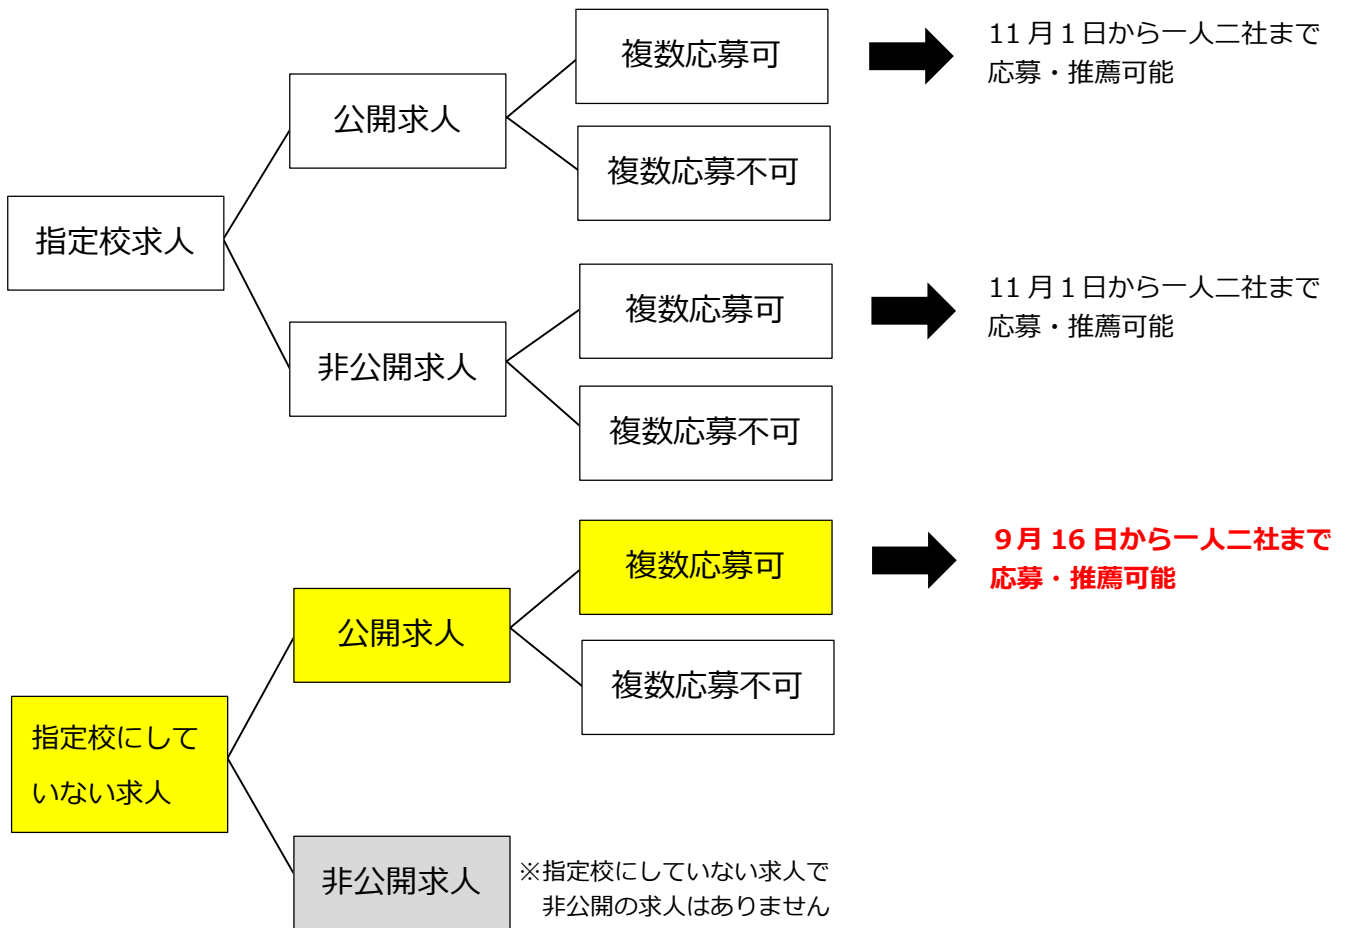 複数応募可
11 月１日から一人二社まで
応募・推薦可能
公開求人
複数応募不可
指定校求人
複数応募可
11 月１日から一人二社まで
応募・推薦可能
非公開求人
複数応募不可
複数応募可
９月 16 日から一人二社まで
応募・推薦可能
公開求人
複数応募不可
指定校にして
いない求人
非公開求人
※指定校にしていない求人で
非公開の求人はありません